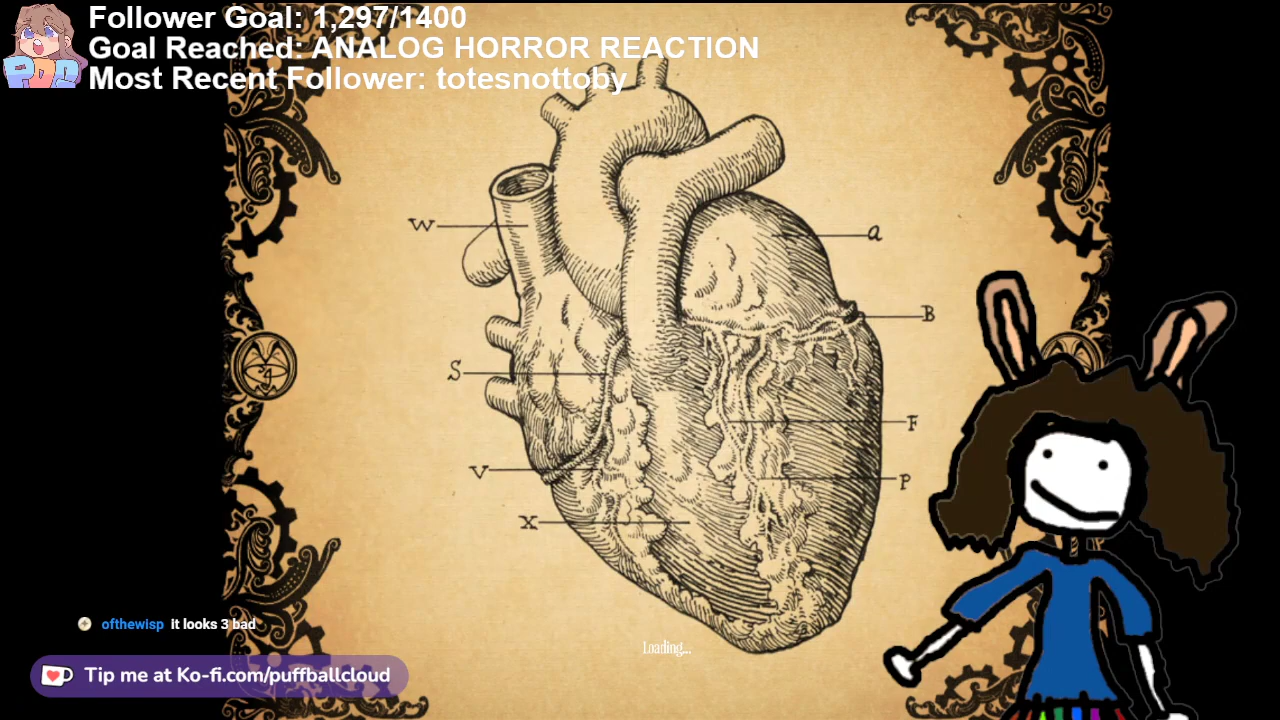 Follower Goal: 1,297/1400
Goal Reached: ANALOG HORROR REACTION
Most Recent Follower: totesnottoby
W
a
B
S
F
V
P
X
ofthewisp it looks 3 bad
Loading...
Tip me at Ko-fi.com/puffballcloud